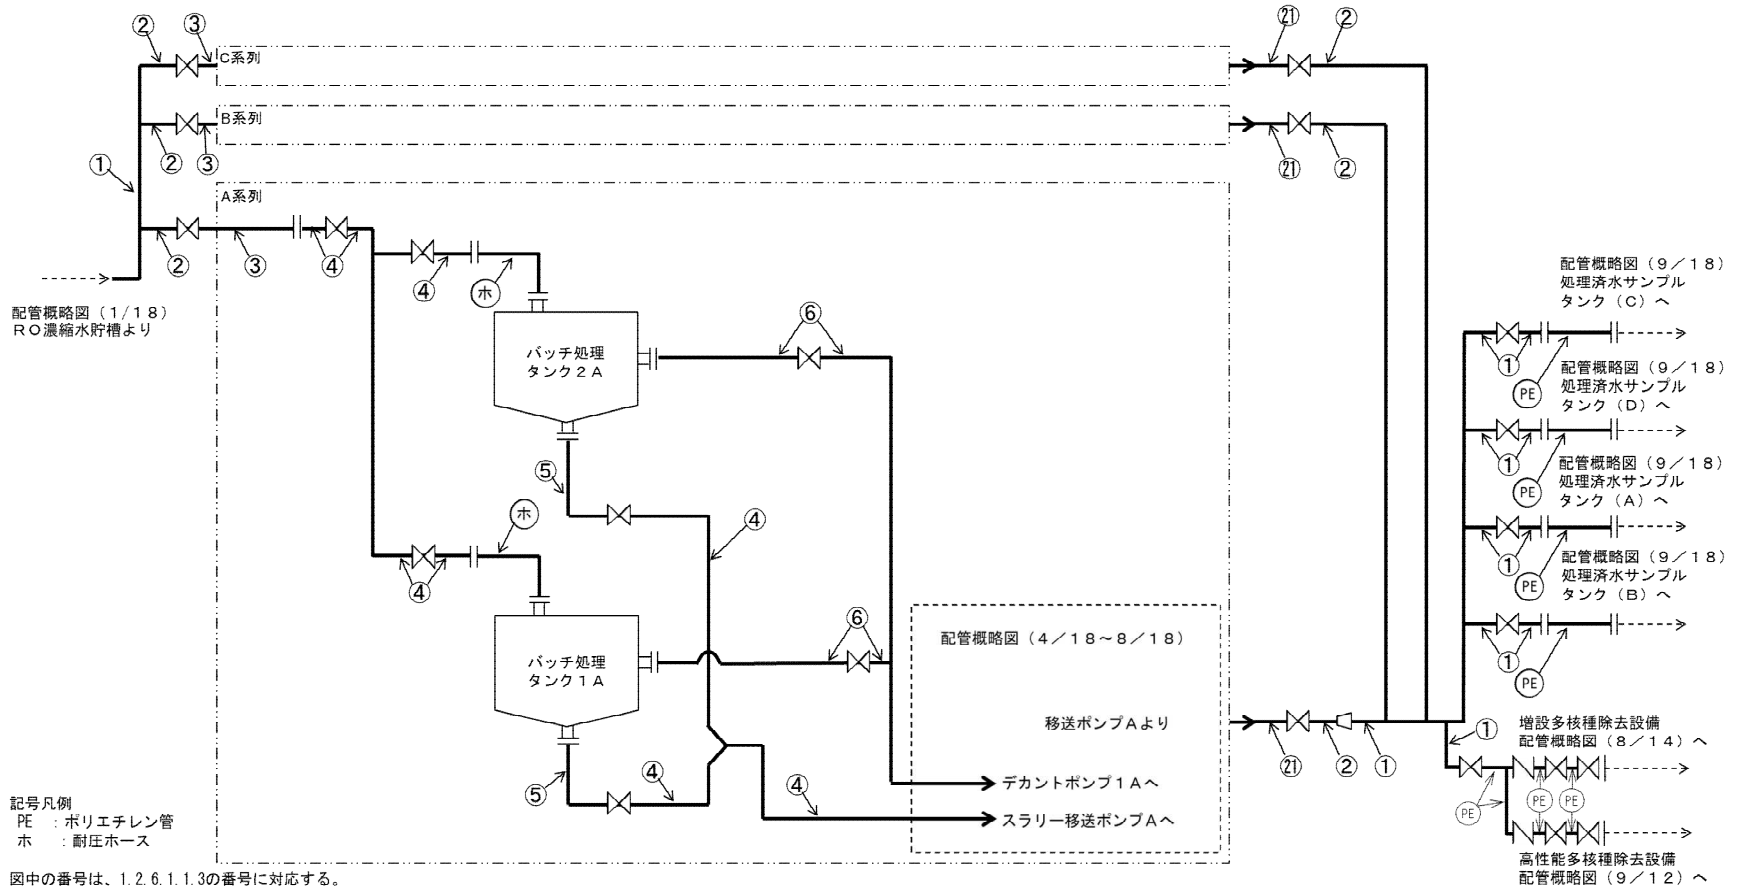 ② ③ ㉑ ②
C系列
B系列
② ③ ㉑ ②
①
A系列
② ③ ④ ④ ホ
配管概略図（1/18）
RO濃縮水貯槽より
バッチ処理
タンク2A
⑥
⑤
④
ホ
④
バッチ処理
タンク1A
⑥
⑤
④
④
配管概略図（4／18～8／18）
移送ポンプAより
デカントポンプ1Aへ
スラリー移送ポンプAへ
㉑ ② ①
配管概略図（9／18）
処理済水サンプル
タンク（C）へ
① PE
配管概略図（9／18）
処理済水サンプル
タンク（D）へ
① PE
配管概略図（9／18）
処理済水サンプル
タンク（A）へ
① PE
配管概略図（9／18）
処理済水サンプル
タンク（B）へ
① PE
①
増設多核種除去設備
配管概略図（8／14）へ
PE PE PE
高性能多核種除去設備
配管概略図（9／12）へ
記号凡例
PE ：ポリエチレン管
ホ ：耐圧ホース
図中の番号は、1.2.6.1.1.3の番号に対応する。